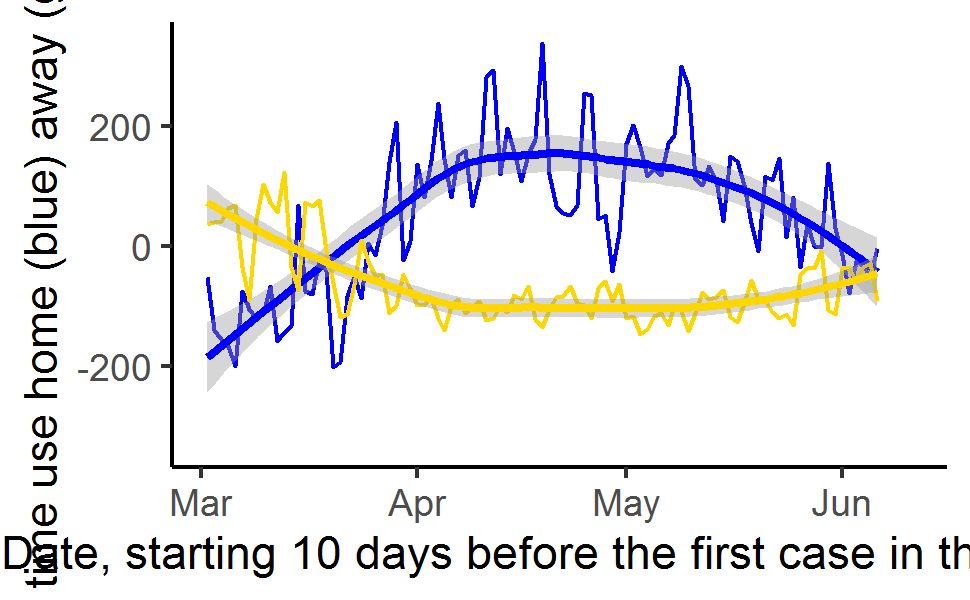 time use home (blue) away (
200
0
-200
Mar Apr May Jun
Date, starting 10 days before the first case in th